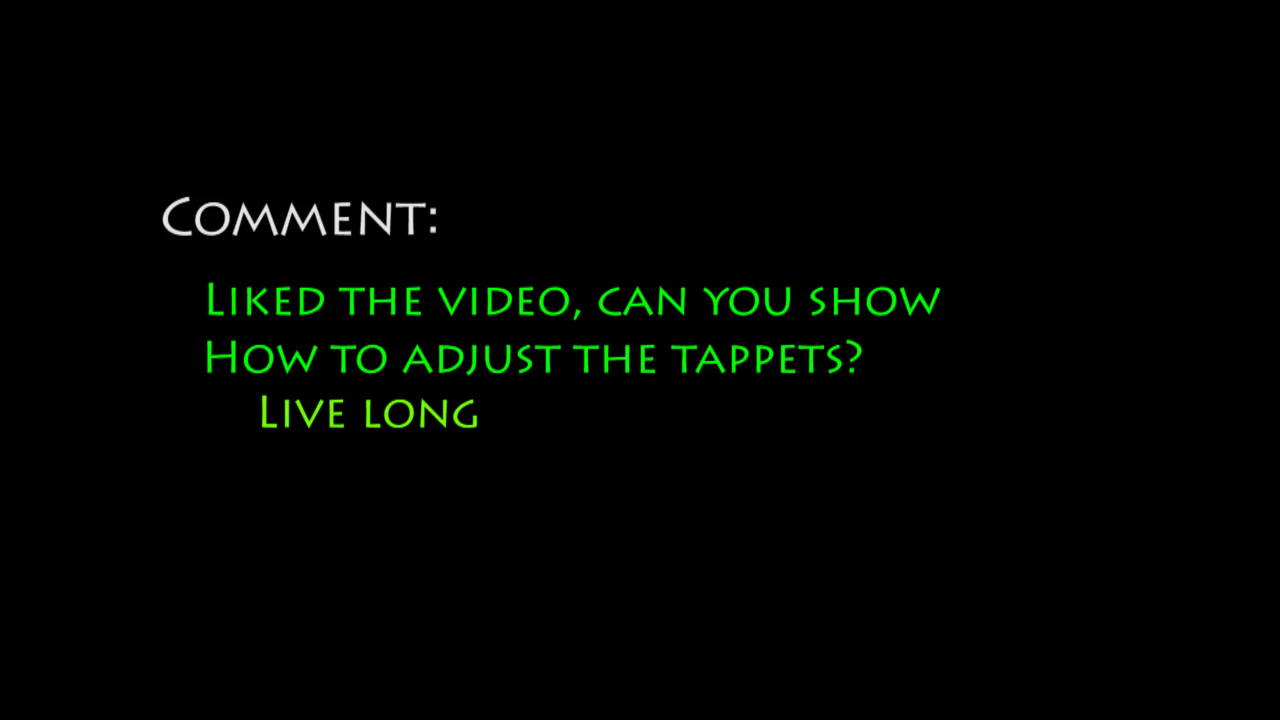 Comment:
Liked the video, can you show
How to adjust the tappets?
Live long